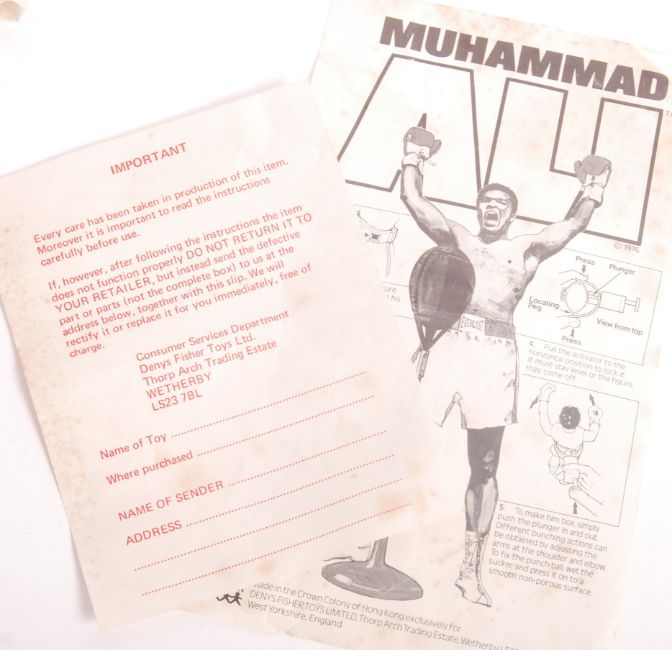 IMPORTANT
Every care has been taken in production of this item.
Moreover it is important to read the instructions
carefully before use.
If, however, after following the instructions the item
does not function properly DO NOT RETURN IT TO
YOUR RETAILER, but instead send the defective
part or parts (not the complete box) to us at the
address below, together with this slip. We will
rectify it or replace it for you immediately, free of
charge.
Consumer Services Department
Denys Fisher Toys Ltd.
Thorp Arch Trading Estate
WETHERBY
LS23 7BL
Name of Toy
Where purchased
NAME OF SENDER
ADDRESS
MUHAMMAD
ALI
© 1976
EVERLAST
his
Press
Plunger
Locating
Peg
View from top
Press
4. Pull the activator to the
horizontal position to lock it
it must stay level or the figure
may come off
5. To make him box, simply
push the plunger in and out.
Different punching actions can
be obtained by adjusting the
arms at the shoulder and elbow.
To fix the punch-ball, wet the
sucker and press it on to a
smooth non-porous surface
ade in the Crown Colony of Hong Kong exclusively for
DENYS FISHER TOYS LIMITED, Thorp Arch Trading Estate, Wetherby
West Yorkshire, England.